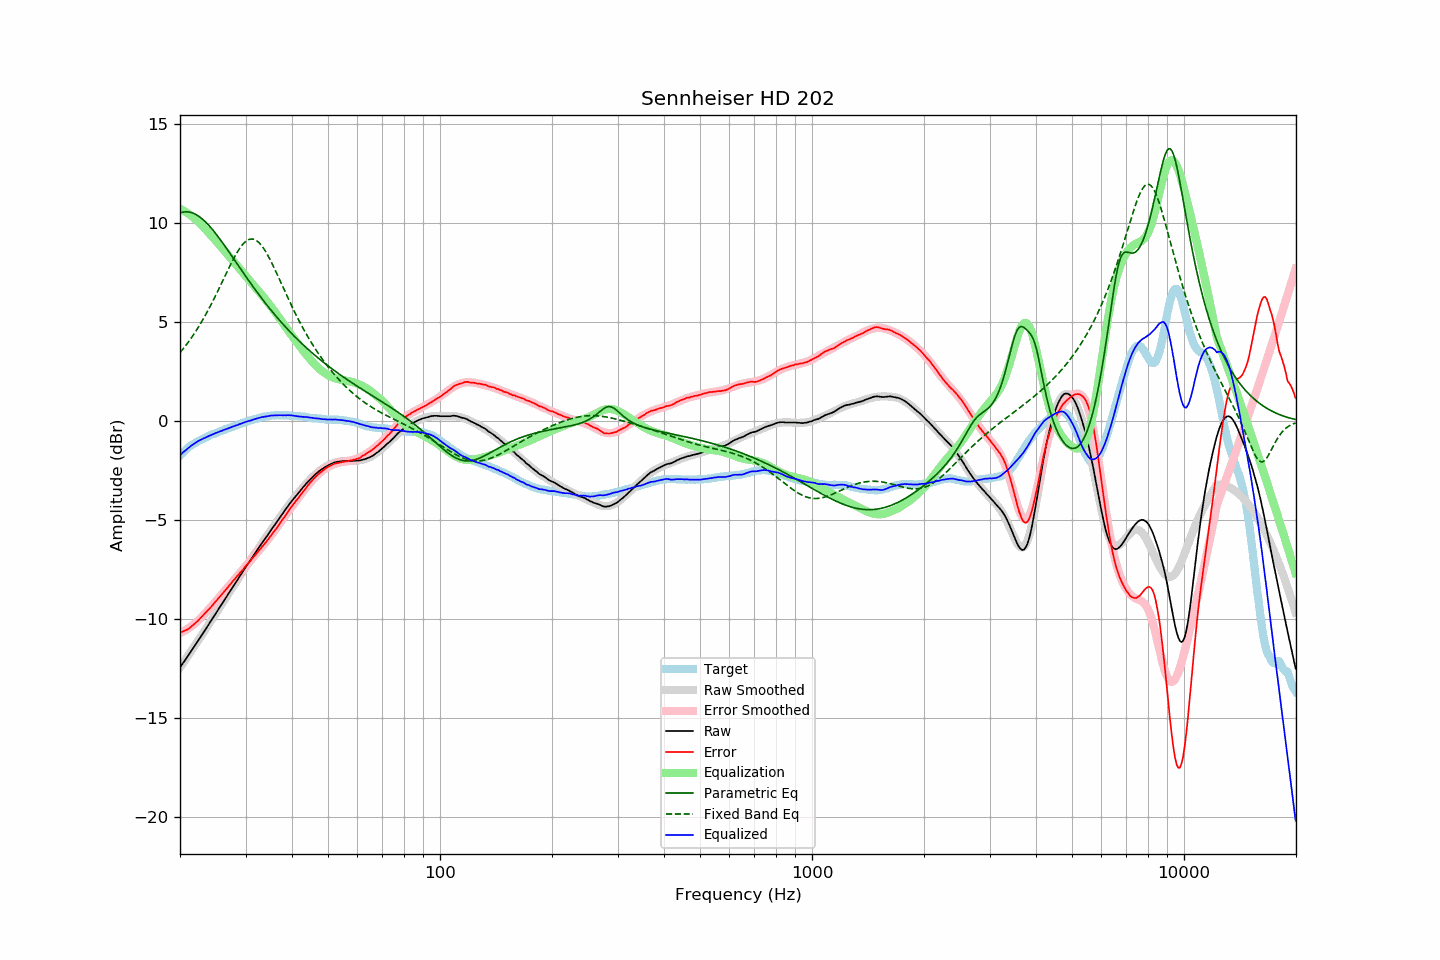 Sennheiser HD 202
Amplitude (dBr)
15
10
5
0
−5
−10
−15
−20
Target
Raw Smoothed
Error Smoothed
Raw
Error
Equalization
Parametric Eq
Fixed Band Eq
Equalized
100
1000
10000
Frequency (Hz)